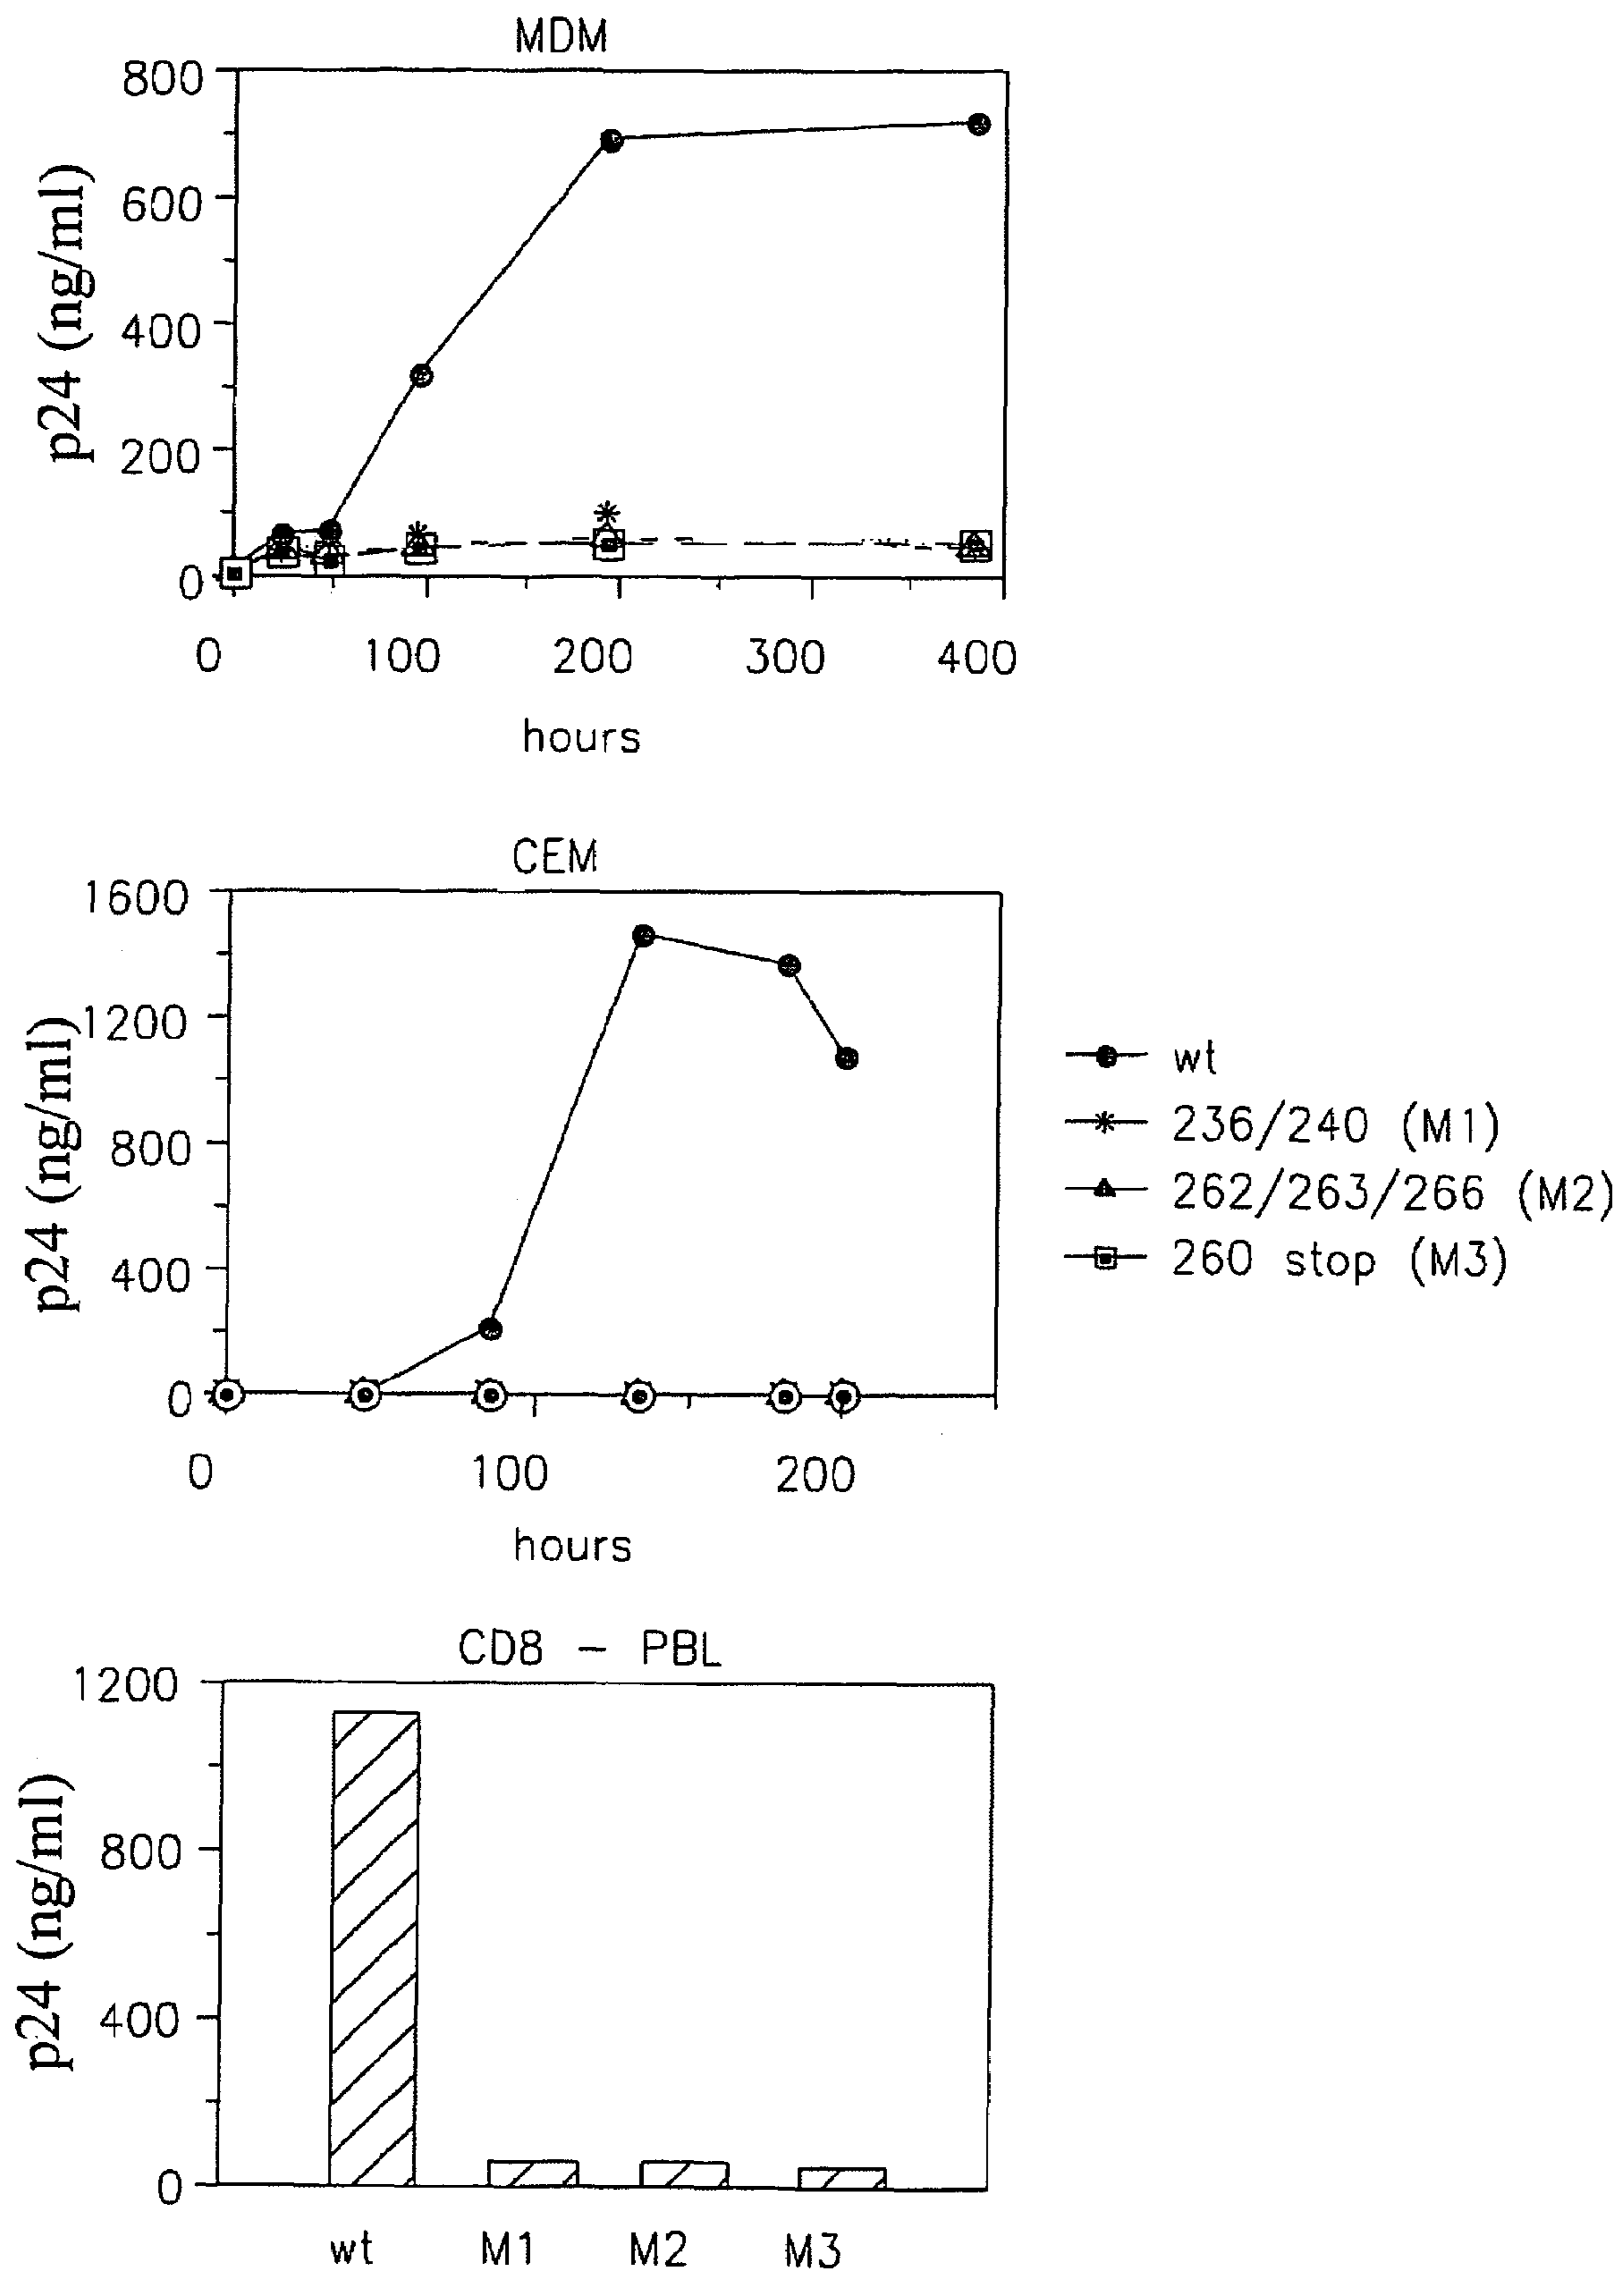 MDM
800
600
400
200
0
p24 (ng/ml)
0 100 200 300 400
hours
CEM
1600
1200
800
400
0
p24 (ng/ml)
0 100 200
hours
wt
236/240 (M1)
262/263/266 (M2)
260 stop (M3)
CD8 - PBL
1200
800
400
0
p24 (ng/ml)
wt M1 M2 M3